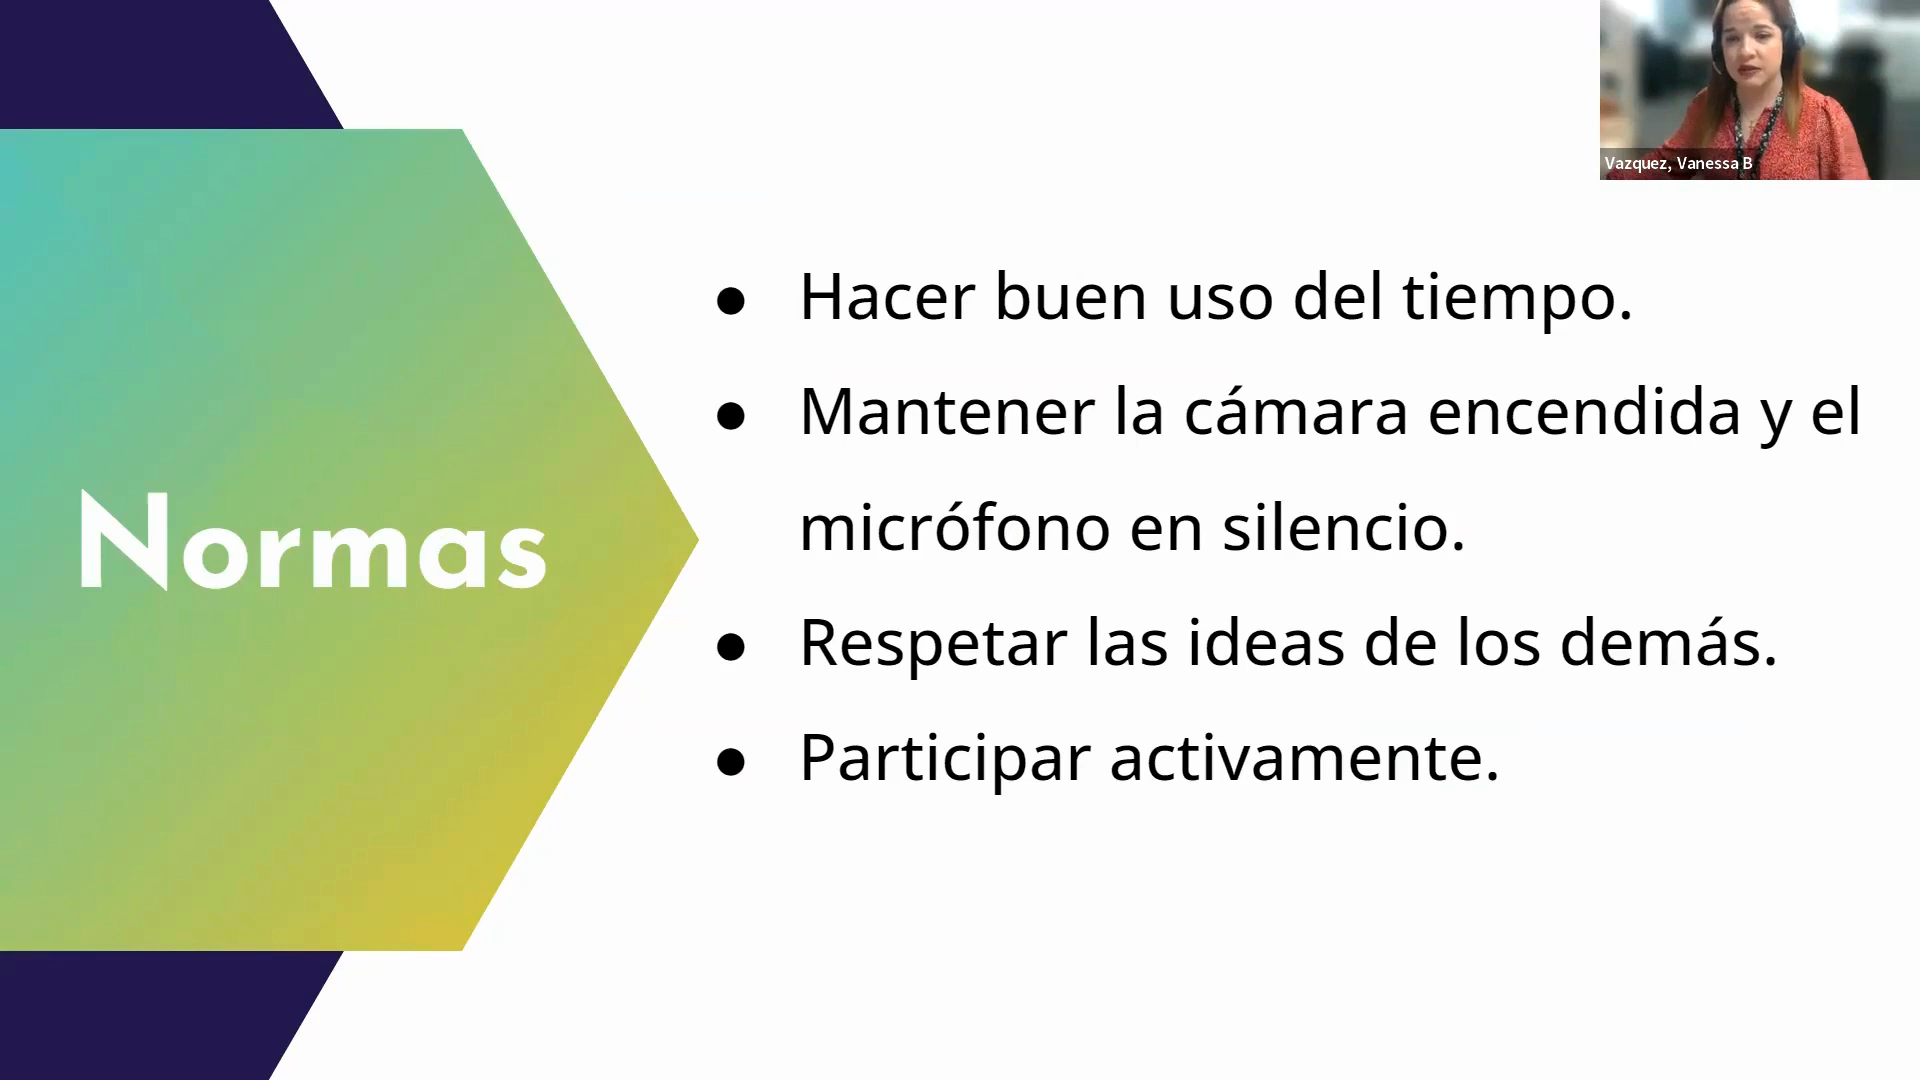 Vazquez, Vanessa B
Normas
● Hacer buen uso del tiempo.
● Mantener la cámara encendida y el
micrófono en silencio.
● Respetar las ideas de los demás.
● Participar activamente.